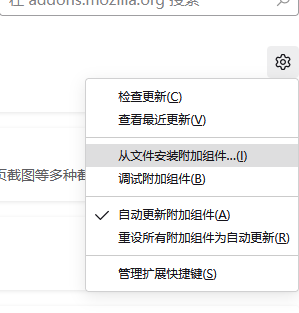 在 addons.mozilla.org 搜索
检查更新(C)
查看最近更新(V)
从文件安装附加组件...(I)
页截图等多种截
调试附加组件(B)
自动更新附加组件(A)
重设所有附加组件为自动更新(R)
管理扩展快捷键(S)